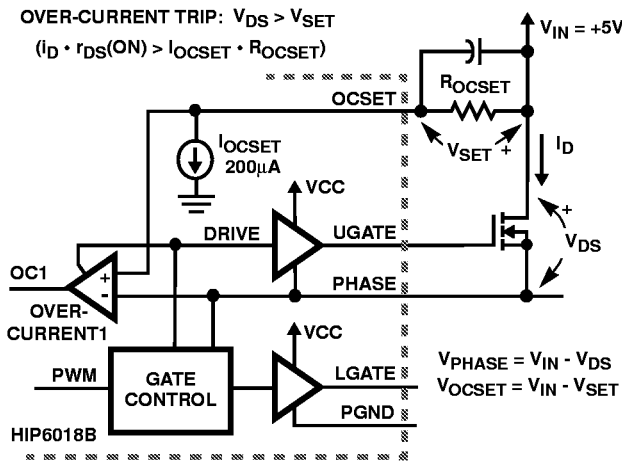 OVER-CURRENT TRIP: VDS > VSET
(iD • rDS(ON) > IOCSET • ROCSET)
VIN = +5V
ROCSET
OCSET
VSET +
iD
IOCSET
200μA
VCC
DRIVE
UGATE
+
VDS
OC1
+
-
PHASE
OVER-
CURRENT1
VCC
PWM
GATE
CONTROL
LGATE
PGND
VPHASE = VIN - VDS
VOCSET = VIN - VSET
HIP6018B